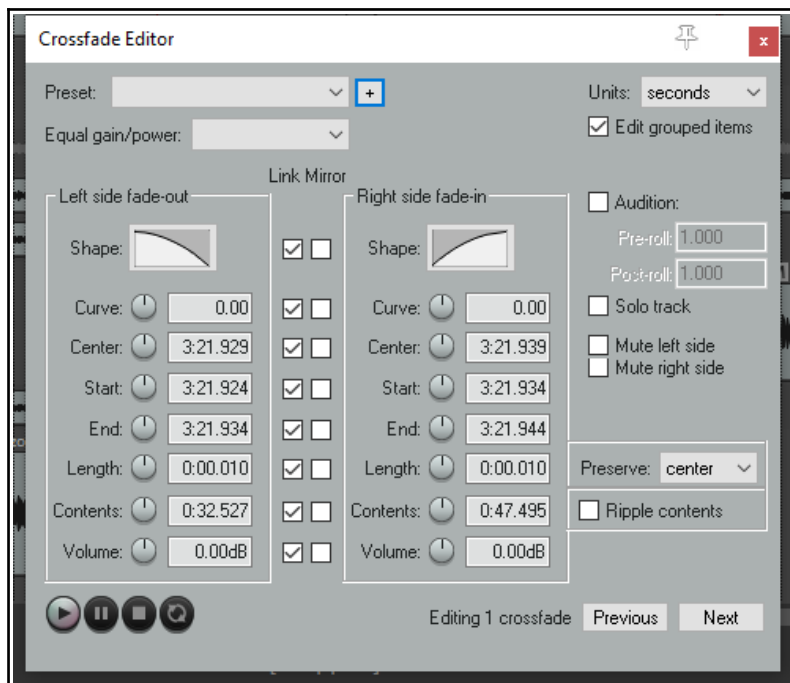 Crossfade Editor
x
Preset:
+
Units: seconds
Equal gain/power:
Edit grouped items
Link Mirror
Left side fade-out
Right side fade-in
Audition:
Shape:
Shape:
Pre-roll: 1.000
Post-roll: 1.000
Curve: 0.00
Curve: 0.00
Solo track
Center: 3:21.929
Center: 3:21.939
Mute left side
Mute right side
Start: 3:21.924
Start: 3:21.934
End: 3:21.934
End: 3:21.944
Length: 0:00.010
Length: 0:00.010
Preserve: center
Contents: 0:32.527
Contents: 0:47.495
Ripple contents
Volume: 0.00dB
Volume: 0.00dB
Editing 1 crossfade
Previous
Next